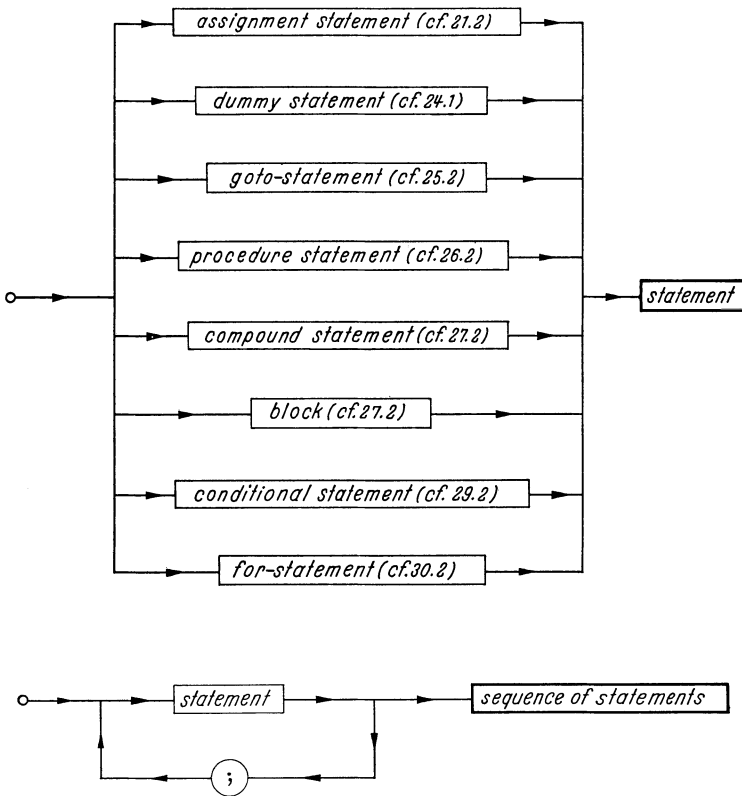 assignment statement (cf. 21.2)
dummy statement (cf. 24.1)
goto-statement (cf. 25.2)
procedure statement (cf. 26.2)
statement
compound statement (cf. 27.2)
block (cf. 27.2)
conditional statement (cf. 29.2)
for-statement (cf. 30.2)
statement
sequence of statements
;